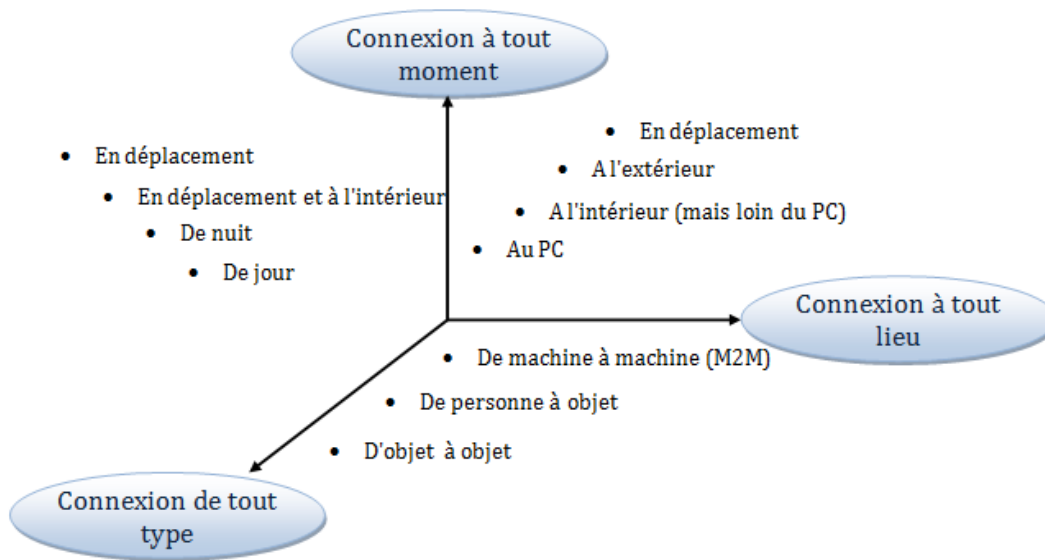 Connexion à tout
moment
• En déplacement
• En déplacement et à l'intérieur
• De nuit
• De jour
• En déplacement
• A l'extérieur
• A l'intérieur (mais loin du PC)
• Au PC
Connexion à tout
lieu
• De machine à machine (M2M)
• De personne à objet
• D'objet à objet
Connexion de tout
type